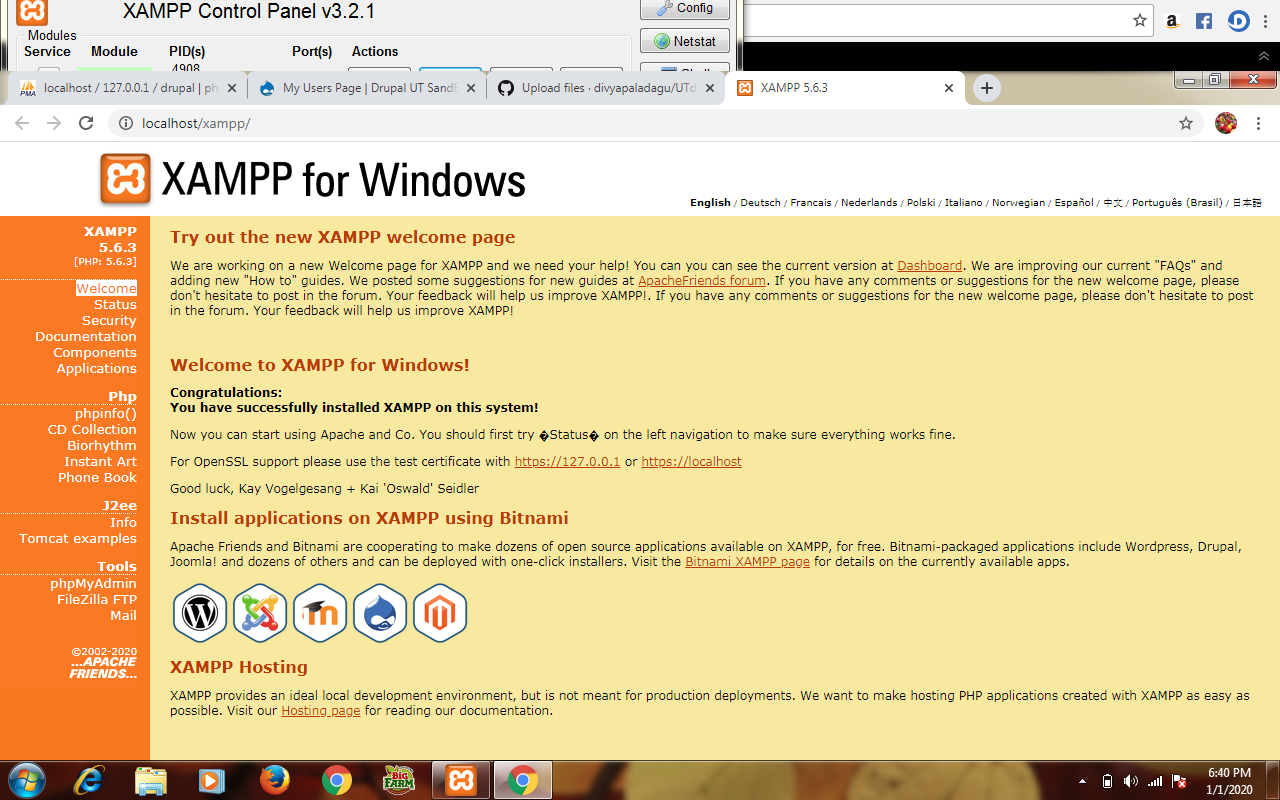 XAMPP Control Panel v3.2.1
Config
Modules
Service Module PID(s) Port(s) Actions
Netstat
4908
localhost / 127.0.0.1 / drupal | ph
My Users Page | Drupal UT SandB
Upload files · divyapaladagu/UTd
XAMPP 5.6.3
localhost/xampp/
XAMPP for Windows
English / Deutsch / Francais / Nederlands / Polski / Italiano / Norwegian / Español / 中文 / Português (Brasil) / 日本語
XAMPP
5.6.3
[PHP: 5.6.3]
Welcome
Status
Security
Documentation
Components
Applications
Php
phpinfo()
CD Collection
Biorhythm
Instant Art
Phone Book
J2ee
Info
Tomcat examples
Tools
phpMyAdmin
FileZilla FTP
Mail
©2002-2020
...APACHE
FRIENDS...
Try out the new XAMPP welcome page
We are working on a new Welcome page for XAMPP and we need your help! You can you can see the current version at Dashboard. We are improving our current "FAQs" and
adding new "How to" guides. We posted some suggestions for new guides at ApacheFriends forum. If you have any comments or suggestions for the new welcome page, please
don't hesitate to post in the forum. Your feedback will help us improve XAMPP!. If you have any comments or suggestions for the new welcome page, please don't hesitate to post
in the forum. Your feedback will help us improve XAMPP!
Welcome to XAMPP for Windows!
Congratulations:
You have successfully installed XAMPP on this system!
Now you can start using Apache and Co. You should first try �Status� on the left navigation to make sure everything works fine.
For OpenSSL support please use the test certificate with https://127.0.0.1 or https://localhost
Good luck, Kay Vogelgesang + Kai 'Oswald' Seidler
Install applications on XAMPP using Bitnami
Apache Friends and Bitnami are cooperating to make dozens of open source applications available on XAMPP, for free. Bitnami-packaged applications include Wordpress, Drupal,
Joomla! and dozens of others and can be deployed with one-click installers. Visit the Bitnami XAMPP page for details on the currently available apps.
XAMPP Hosting
XAMPP provides an ideal local development environment, but is not meant for production deployments. We want to make hosting PHP applications created with XAMPP as easy as
possible. Visit our Hosting page for reading our documentation.
BIG
FARM
6:40 PM
1/1/2020